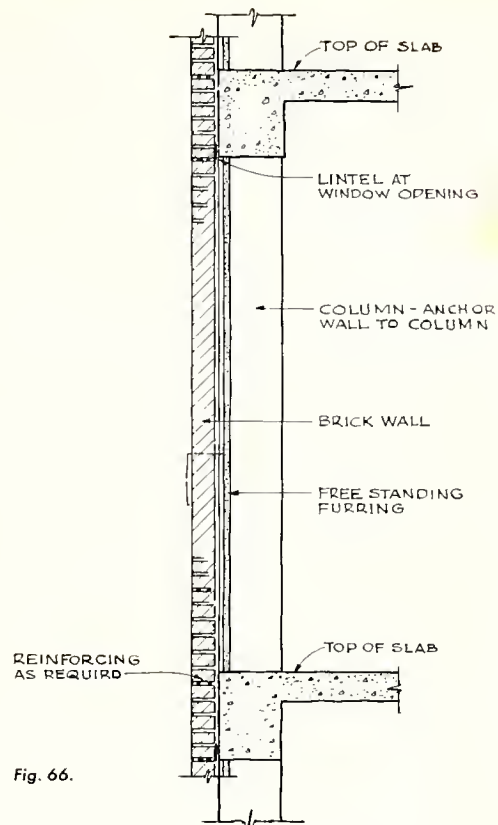 TOP OF SLAB
LINTEL AT
WINDOW OPENING
COLUMN - ANCHOR
WALL TO COLUMN
BRICK WALL
FREE STANDING
FURRING
TOP OF SLAB
REINFORCING
AS REQUIRD
Fig. 66.